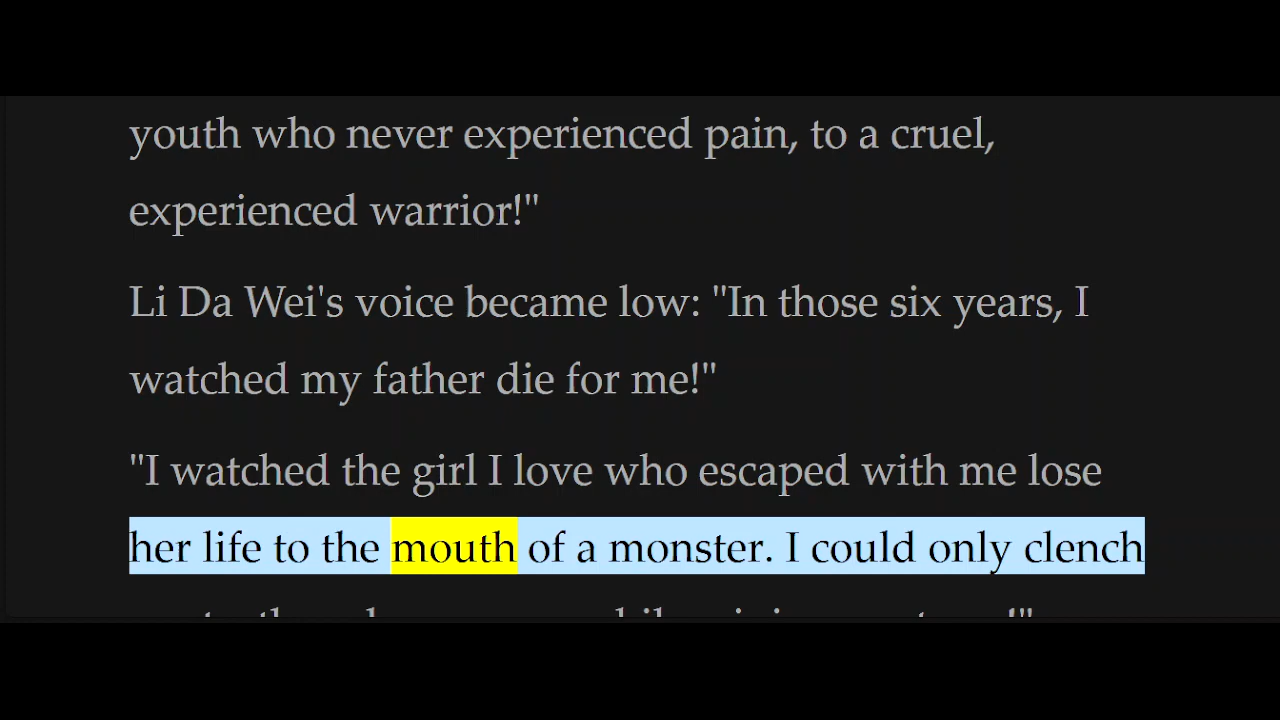 youth who never experienced pain, to a cruel,
experienced warrior!"
Li Da Wei's voice became low: "In those six years, I
watched my father die for me!"
"I watched the girl I love who escaped with me lose
her life to the mouth of a monster. I could only clench